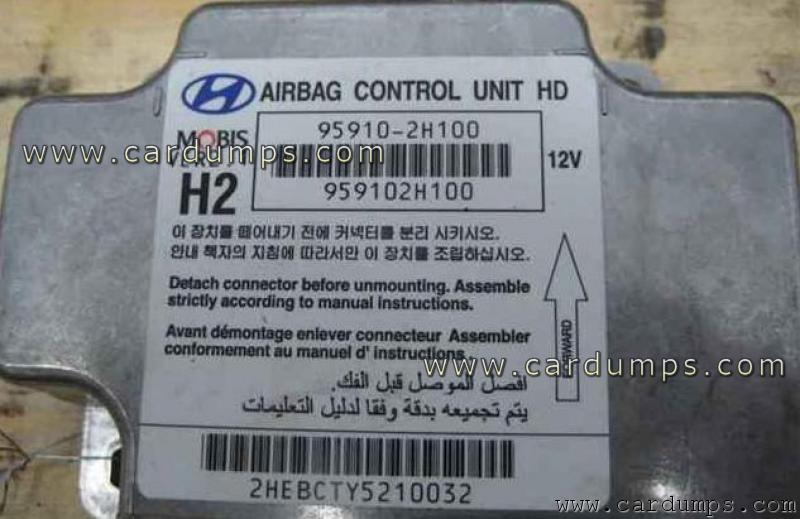 AIRBAG CONTROL UNIT HD
MOBIS
95910-2H100
www.cardumps.com
12V
H2
959102H100
이 장치를 떼어내기 전에 커넥터를 분리 시키시오.
안내 책자의 지침에 따라서만 이 장치를 조립하십시오.
Detach connector before unmounting. Assemble
strictly according to manual instructions.
FORWARD
Avant démontage enlever connecteur Assembler
conformement au manuel d' instructions.
www.cardumps.com
افصل الموصل قبل الفك.
يتم تجميعه بدقة وفقا لدليل التعليمات
2HEBCTY5210032
www.cardumps.com